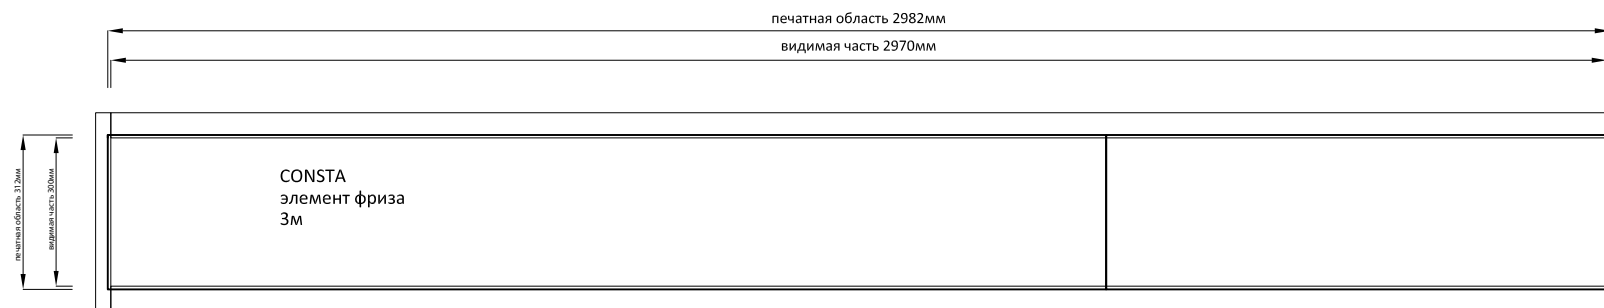 печатная область 2982мм
видимая часть 2970мм
печатная область 312мм
видимая часть 300мм
CONSTA
элемент фриза
3м